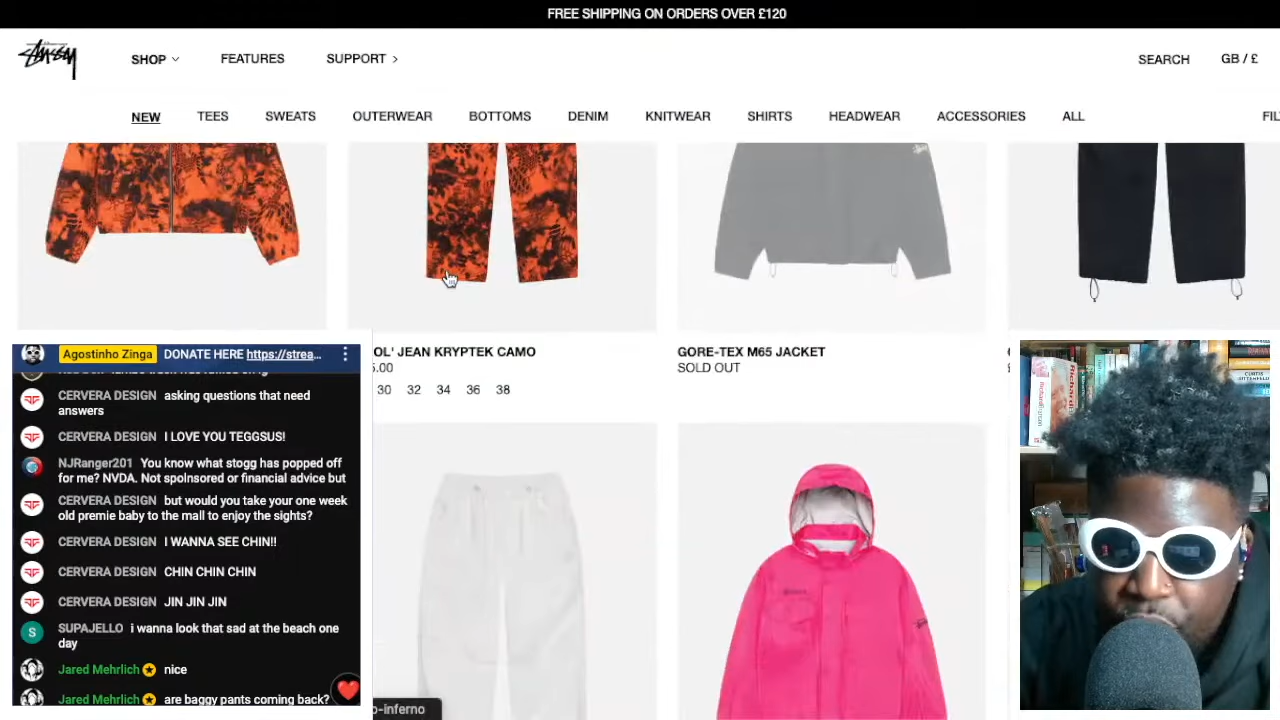 FREE SHIPPING ON ORDERS OVER £120
Stüssy
SHOP
FEATURES
SUPPORT >
SEARCH
GB / £
NEW
TEES
SWEATS
OUTERWEAR
BOTTOMS
DENIM
KNITWEAR
SHIRTS
HEADWEAR
ACCESSORIES
ALL
OL' JEAN KRYPTEK CAMO
5.00
30 32 34 36 38
GORE-TEX M65 JACKET
SOLD OUT
Agostinho Zinga DONATE HERE https://strea...
CERVERA DESIGN asking questions that need
answers
CERVERA DESIGN I LOVE YOU TEGGSUS!
NJRanger201 You know what stogg has popped off
for me? NVDA. Not spolnsored or financial advice but
CERVERA DESIGN but would you take your one week
old premie baby to the mall to enjoy the sights?
CERVERA DESIGN I WANNA SEE CHIN!!
CERVERA DESIGN CHIN CHIN CHIN
CERVERA DESIGN JIN JIN JIN
S
SUPAJELLO i wanna look that sad at the beach one
day
Jared Mehrlich nice
Jared Mehrlich are baggy pants coming back?
o-inferno